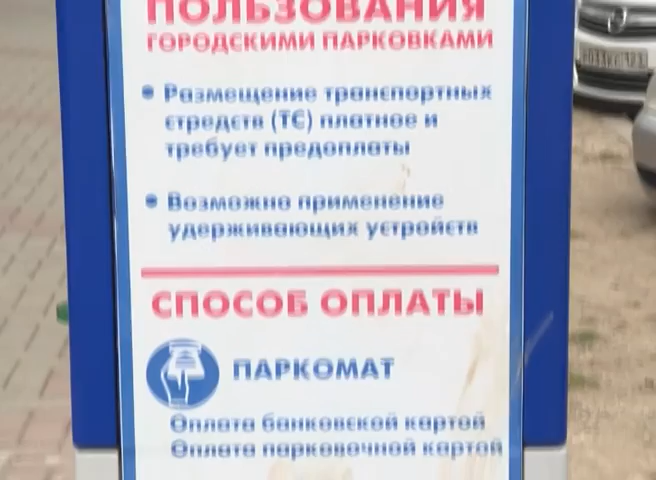 ПОЛЬЗОВАНИЯ
ГОРОДСКИМИ ПАРКОВКАМИ
• Размещение транспортных
средств (ТС) платное и
требует предоплаты
• Возможно применение
удерживающих устройств
СПОСОБ ОПЛАТЫ
ПАРКОМАТ
Оплата банковской картой
Оплата парковочной картой